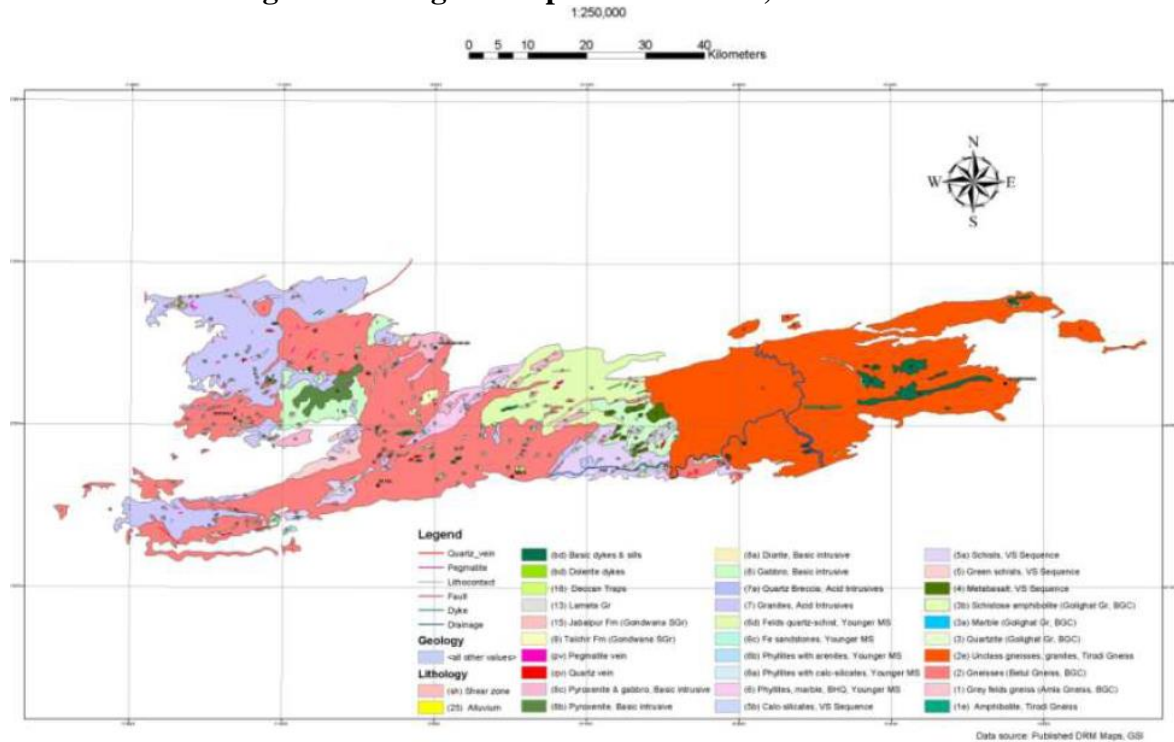 1:250,000
0 5 10 20 30 40
Kilometers
N
W E
S
Legend
Quartz_vein
Pegmatite
Lithocontact
Fault
Dyke
Drainage
Geology
<all other values>
Lithology
(sh) Shear zone
(25) Alluvium
(bd) Basic dykes & sills
(bd) Dolerite dykes
(18) Deccan Traps
(13) Lameta Gr
(15) Jabalpur Fm (Gondwana SGr)
(9) Talchir Fm (Gondwana SGr)
(pv) Pegmatite vein
(qv) Quartz vein
(8c) Pyroxenite & gabbro, Basic intrusive
(8b) Pyroxenite, Basic intrusive
(8a) Diorite, Basic intrusive
(8) Gabbro, Basic intrusive
(7a) Quartz Breccia, Acid Intrusives
(7) Granites, Acid Intrusives
(6d) Felds quartz-schist, Younger MS
(6c) Fe sandstones, Younger MS
(6b) Phyllites with arenites, Younger MS
(6a) Phyllites with calc-silicates, Younger MS
(6) Phyllites, marble, BHQ, Younger MS
(5b) Calc-silicates, VS Sequence
(5a) Schists, VS Sequence
(5) Green schists, VS Sequence
(4) Metabasalt, VS Sequence
(3b) Schistose amphibolite (Golighat Gr, BGC)
(3a) Marble (Golighat Gr, BGC)
(3) Quartzite (Golighat Gr, BGC)
(2e) Unclass gneisses, granites, Tirodi Gneiss
(2) Gneisses (Betul Gneiss, BGC)
(1) Grey felds gneiss (Amla Gneiss, BGC)
(1e) Amphibolite, Tirodi Gneiss
Data source: Published DRM Maps, GSI